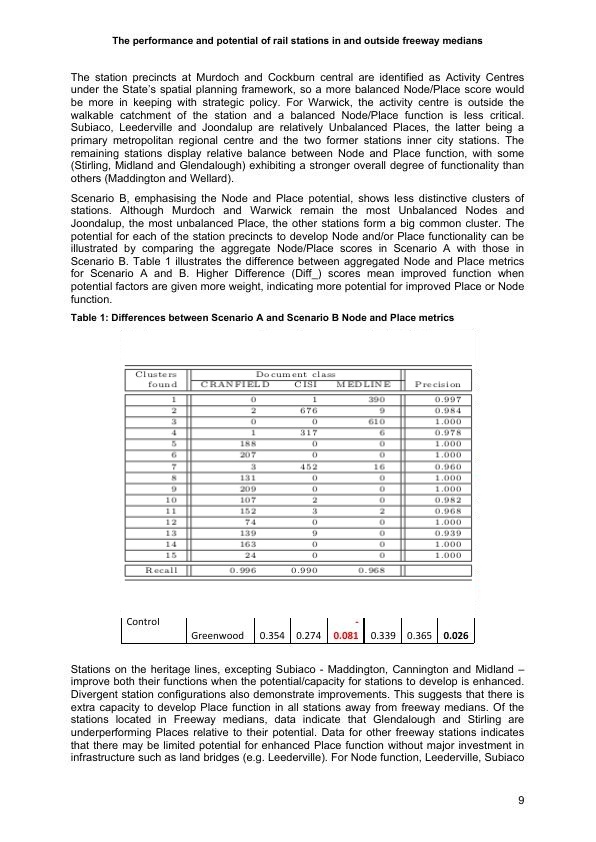 The performance and potential of rail stations in and outside freeway medians
The station precincts at Murdoch and Cockburn central are identified as Activity Centres
under the State's spatial planning framework, so a more balanced Node/Place score would
be more in keeping with strategic policy. For Warwick, the activity centre is outside the
walkable catchment of the station and a balanced Node/Place function is less critical.
Subiaco, Leederville and Joondalup are relatively Unbalanced Places, the latter being a
primary metropolitan regional centre and the two former stations inner city stations. The
remaining stations display relative balance between Node and Place function, with some
(Stirling, Midland and Glendalough) exhibiting a stronger overall degree of functionality than
others (Maddington and Wellard).
Scenario B, emphasising the Node and Place potential, shows less distinctive clusters of
stations. Although Murdoch and Warwick remain the most Unbalanced Nodes and
Joondalup, the most unbalanced Place, the other stations form a big common cluster. The
potential for each of the station precincts to develop Node and/or Place functionality can be
illustrated by comparing the aggregate Node/Place scores in Scenario A with those in
Scenario B. Table 1 illustrates the difference between aggregated Node and Place metrics
for Scenario A and B. Higher Difference (Diff_) scores mean improved function when
potential factors are given more weight, indicating more potential for improved Place or Node
function.
Table 1: Differences between Scenario A and Scenario B Node and Place metrics
Clusters Document class
found CRANFIELD CISI MEDLINE Precision
1 0 1 390 0.997
2 2 676 9 0.984
3 0 0 610 1.000
4 1 317 6 0.978
5 188 0 0 1.000
6 207 0 0 1.000
7 3 452 16 0.960
8 131 0 0 1.000
9 209 0 0 1.000
10 107 2 0 0.982
11 152 3 2 0.968
12 74 0 0 1.000
13 139 9 0 0.939
14 163 0 0 1.000
15 24 0 0 1.000
Recall 0.996 0.990 0.968
Control -
Greenwood 0.354 0.274 0.081 0.339 0.365 0.026
Stations on the heritage lines, excepting Subiaco - Maddington, Cannington and Midland –
improve both their functions when the potential/capacity for stations to develop is enhanced.
Divergent station configurations also demonstrate improvements. This suggests that there is
extra capacity to develop Place function in all stations away from freeway medians. Of the
stations located in Freeway medians, data indicate that Glendalough and Stirling are
underperforming Places relative to their potential. Data for other freeway stations indicates
that there may be limited potential for enhanced Place function without major investment in
infrastructure such as land bridges (e.g. Leederville). For Node function, Leederville, Subiaco
9